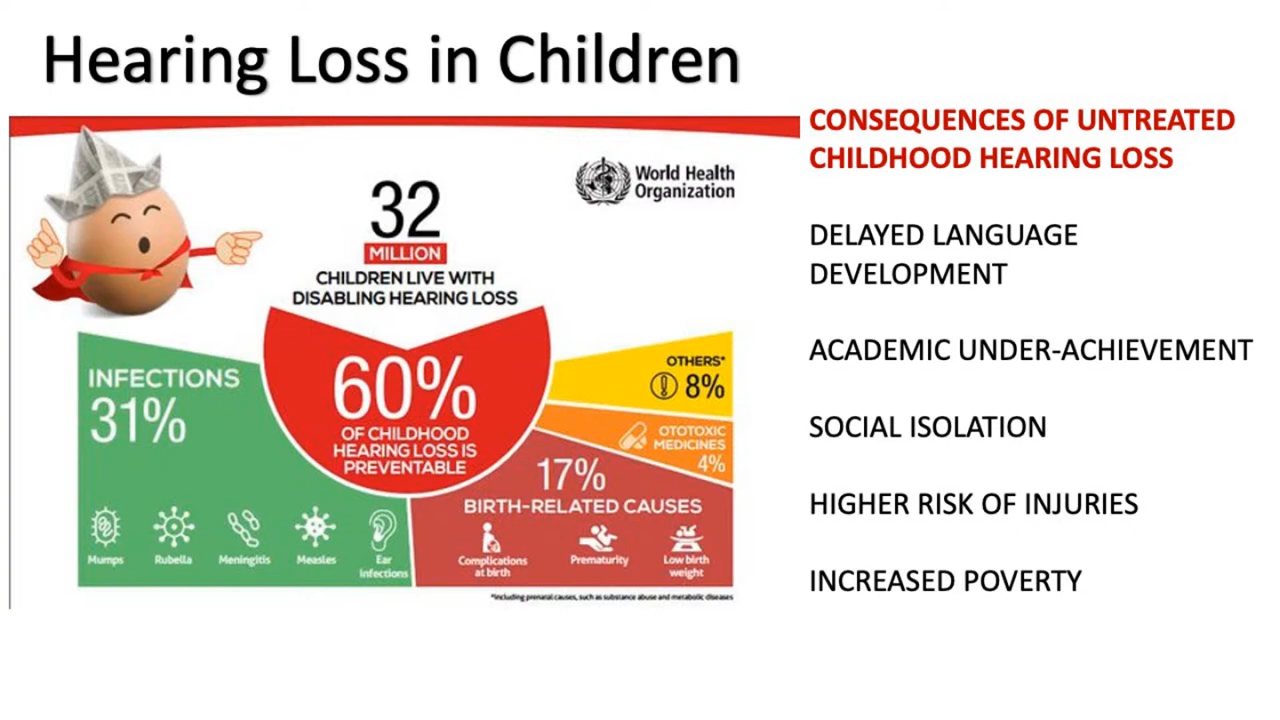 Hearing Loss in Children
World Health
Organization
32
MILLION
CHILDREN LIVE WITH
DISABLING HEARING LOSS
60%
OF CHILDHOOD
HEARING LOSS IS
PREVENTABLE
INFECTIONS
31%
Mumps
Rubella
Meningitis
Measles
Ear
infections
OTHERS*
8%
OTOTOXIC
MEDICINES
4%
17%
BIRTH-RELATED CAUSES
Complications
at birth
Prematurity
Low birth
weight
*Including prenatal causes, such as substance abuse and metabolic diseases
CONSEQUENCES OF UNTREATED
CHILDHOOD HEARING LOSS
DELAYED LANGUAGE
DEVELOPMENT
ACADEMIC UNDER-ACHIEVEMENT
SOCIAL ISOLATION
HIGHER RISK OF INJURIES
INCREASED POVERTY